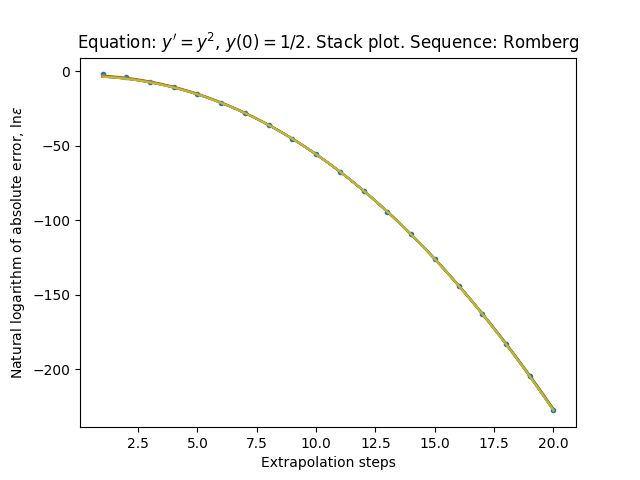 Equation: y′ = y², y(0) = 1/2. Stack plot. Sequence: Romberg
Natural logarithm of absolute error, lnε
0
−50
−100
−150
−200
2.5 5.0 7.5 10.0 12.5 15.0 17.5 20.0
Extrapolation steps